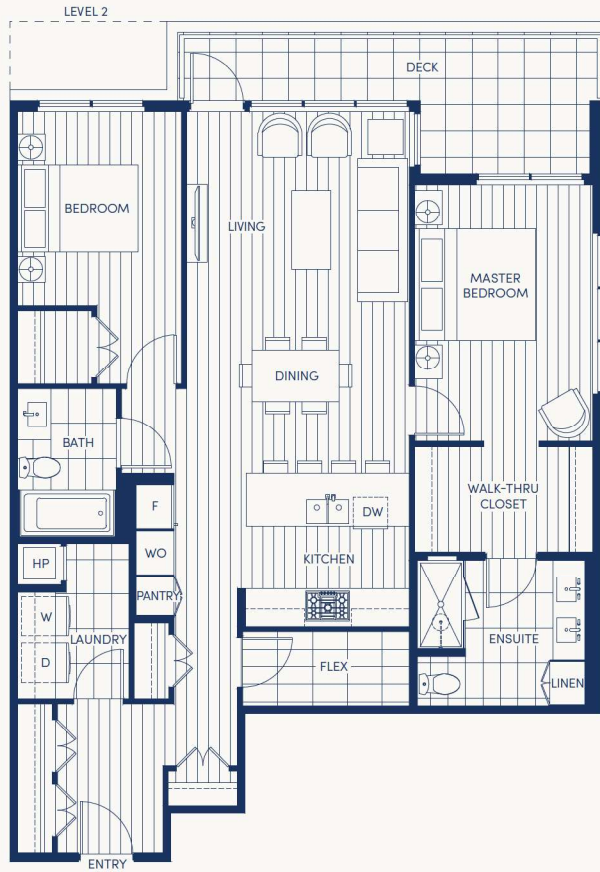 LEVEL 2
DECK
BEDROOM
LIVING
MASTER
BEDROOM
DINING
BATH
WALK-THRU
CLOSET
F
DW
WO
KITCHEN
HP
PANTRY
W
LAUNDRY
ENSUITE
D
FLEX
LINEN
ENTRY